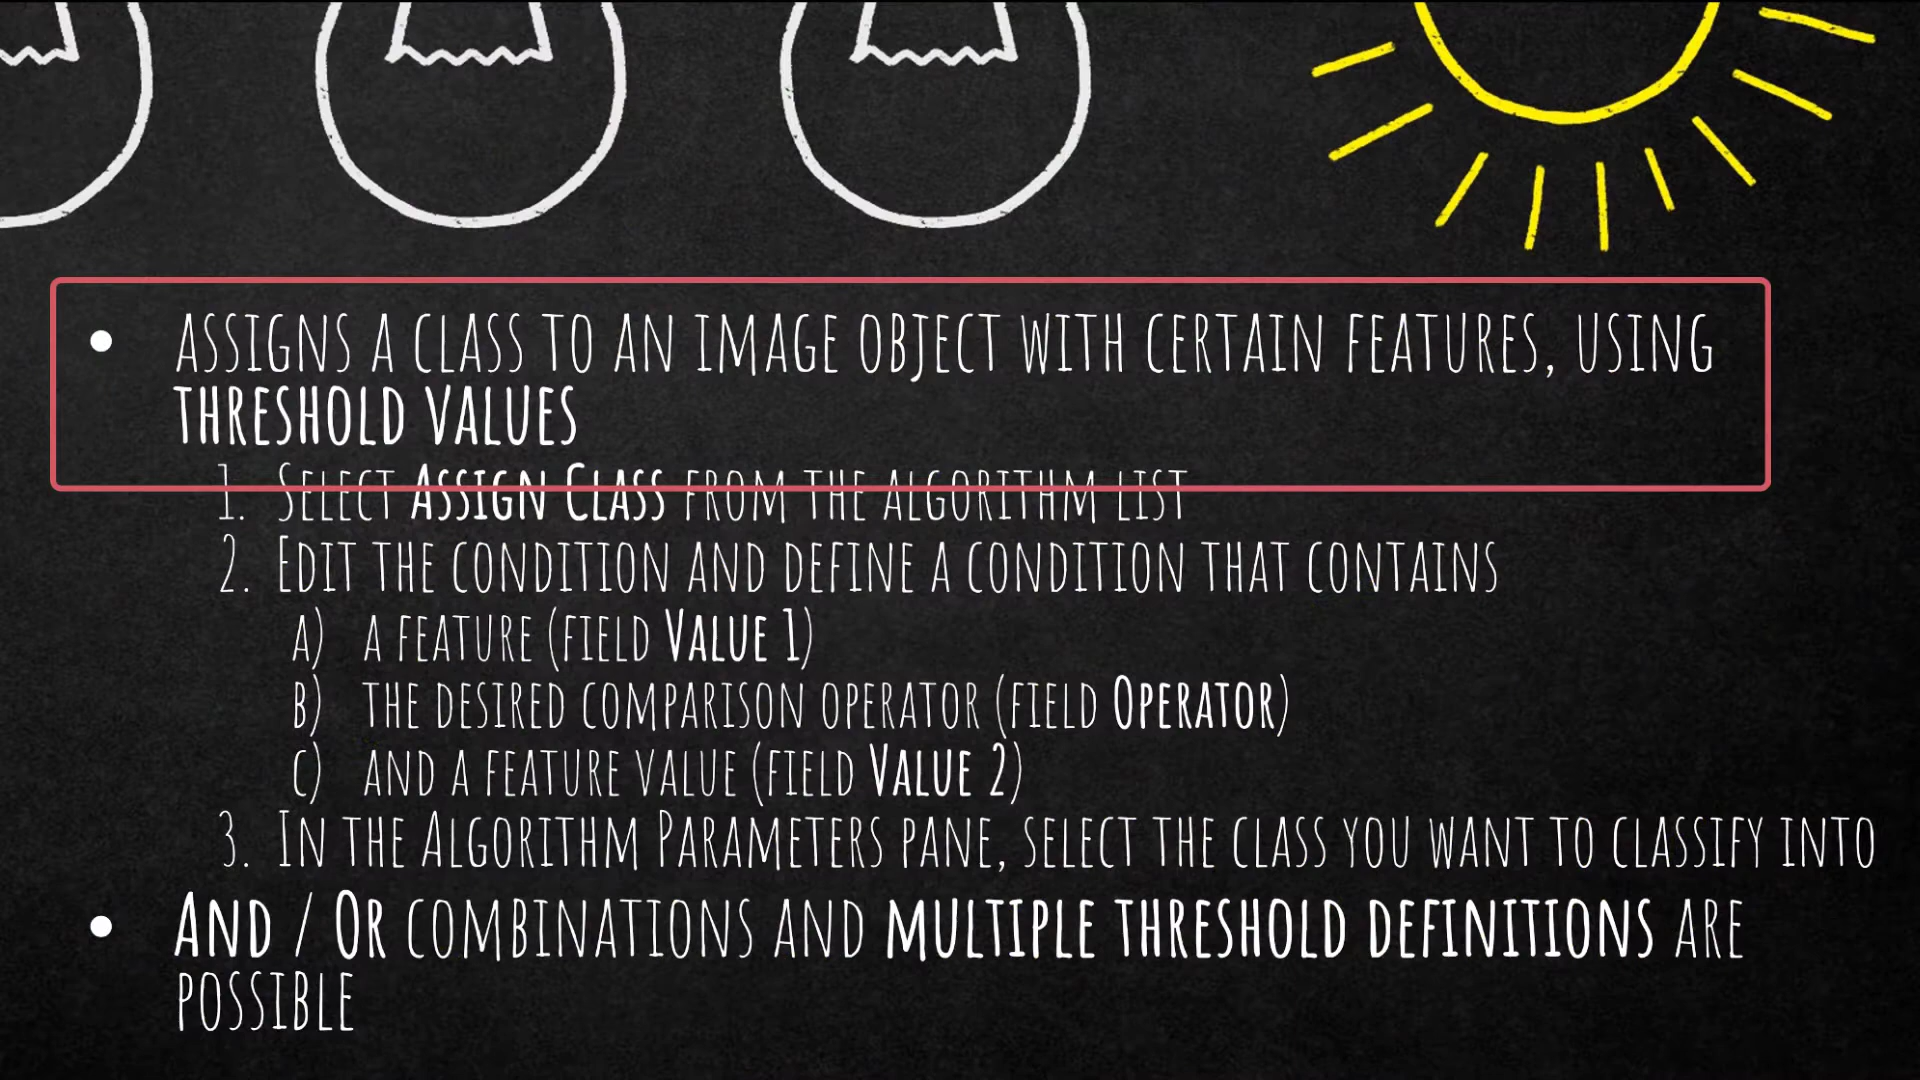 • assigns a class to an image object with certain features, using
threshold values
1. Select Assign Class from the algorithm list
2. Edit the condition and define a condition that contains
a) a feature (field Value 1)
b) the desired comparison operator (field Operator)
c) and a feature value (field Value 2)
3. In the Algorithm Parameters pane, select the class you want to classify into
• And / Or combinations and multiple threshold definitions are
possible